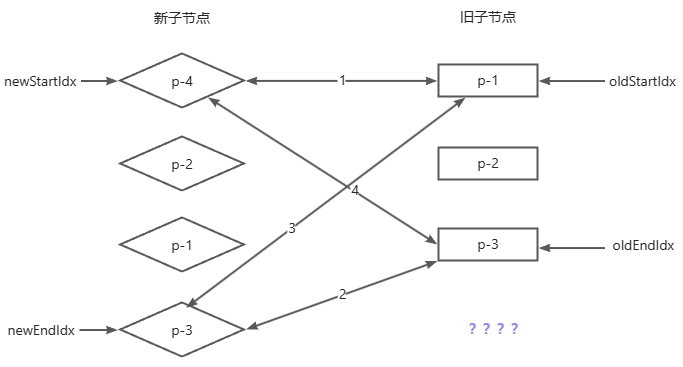 新子节点 旧子节点
newStartIdx p-4 1 p-1 oldStartIdx
p-2 p-2
4
3
p-1 p-3 oldEndIdx
2
newEndIdx p-3 ????